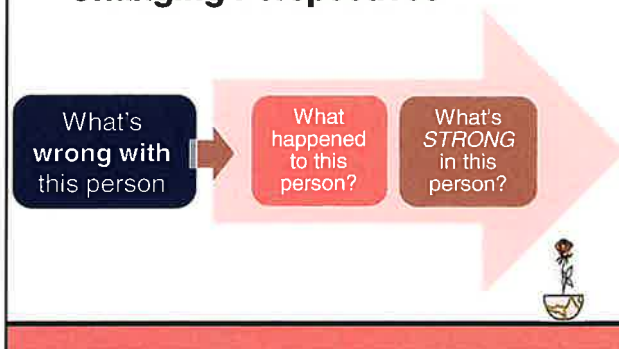 What's
wrong with
this person
What
happened
to this
person?
What's
STRONG
in this
person?